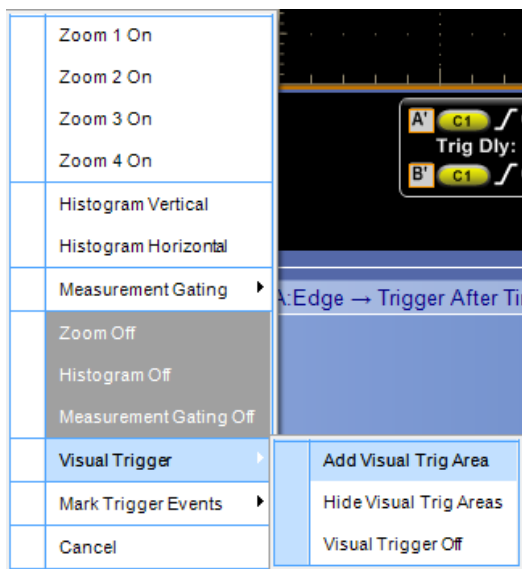 Zoom 1 On
Zoom 2 On
Zoom 3 On
Zoom 4 On
Histogram Vertical
Histogram Horizontal
Measurement Gating
Zoom Off
Histogram Off
Measurement Gating Off
Visual Trigger
Mark Trigger Events
Cancel
Add Visual Trig Area
Hide Visual Trig Areas
Visual Trigger Off
A' C1
Trig Dly:
B' C1
A:Edge → Trigger After